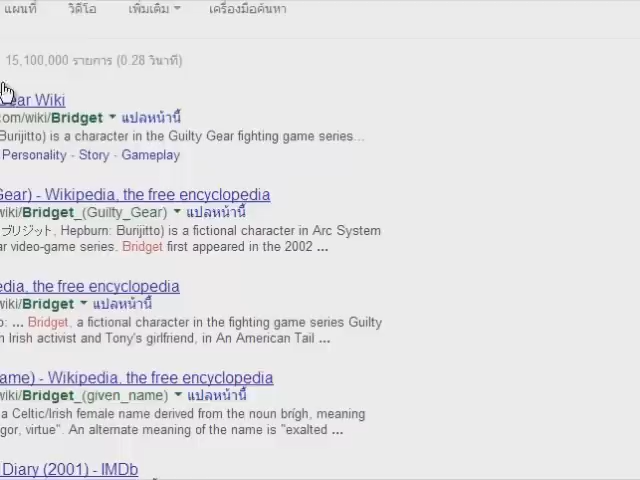 แผนที่ วิดีโอ เพิ่มเติม เครื่องมือค้นหา
15,100,000 รายการ (0.28 วินาที)
ear Wiki
com/wiki/Bridget แปลหน้านี้
Burijitto) is a character in the Guilty Gear fighting game series...
Personality - Story - Gameplay
Gear) - Wikipedia, the free encyclopedia
wiki/Bridget_(Guilty_Gear) แปลหน้านี้
ブリジット, Hepburn: Burijitto) is a fictional character in Arc System
ar video-game series. Bridget first appeared in the 2002 ...
edia, the free encyclopedia
wiki/Bridget แปลหน้านี้
o: ... Bridget, a fictional character in the fighting game series Guilty
n Irish activist and Tony's girlfriend, in An American Tail ...
ame) - Wikipedia, the free encyclopedia
wiki/Bridget_(given_name) แปลหน้านี้
a Celtic/Irish female name derived from the noun brígh, meaning
gor, virtue". An alternate meaning of the name is "exalted ...
Diary (2001) - IMDb